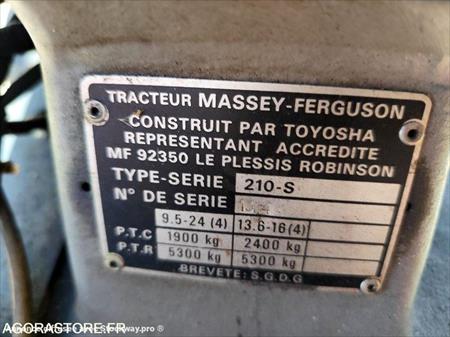 TRACTEUR MASSEY-FERGUSON
CONSTRUIT PAR TOYOSHA
REPRESENTANT ACCREDITE
MF 92350 LE PLESSIS ROBINSON
TYPE-SERIE 210-S
N° DE SERIE
9.5-24 (4) 13.6-16(4)
P.T.C 1900 kg 2400 kg
P.T.R 5300 kg 5300 kg
BREVETE: S.G.D.G
AGORASTORE.FR